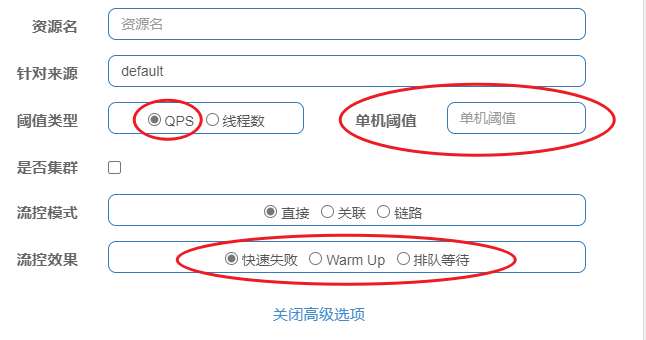 资源名 资源名
针对来源 default
阈值类型 QPS 线程数 单机阈值 单机阈值
是否集群
流控模式 直接 关联 链路
流控效果 快速失败 Warm Up 排队等待
关闭高级选项